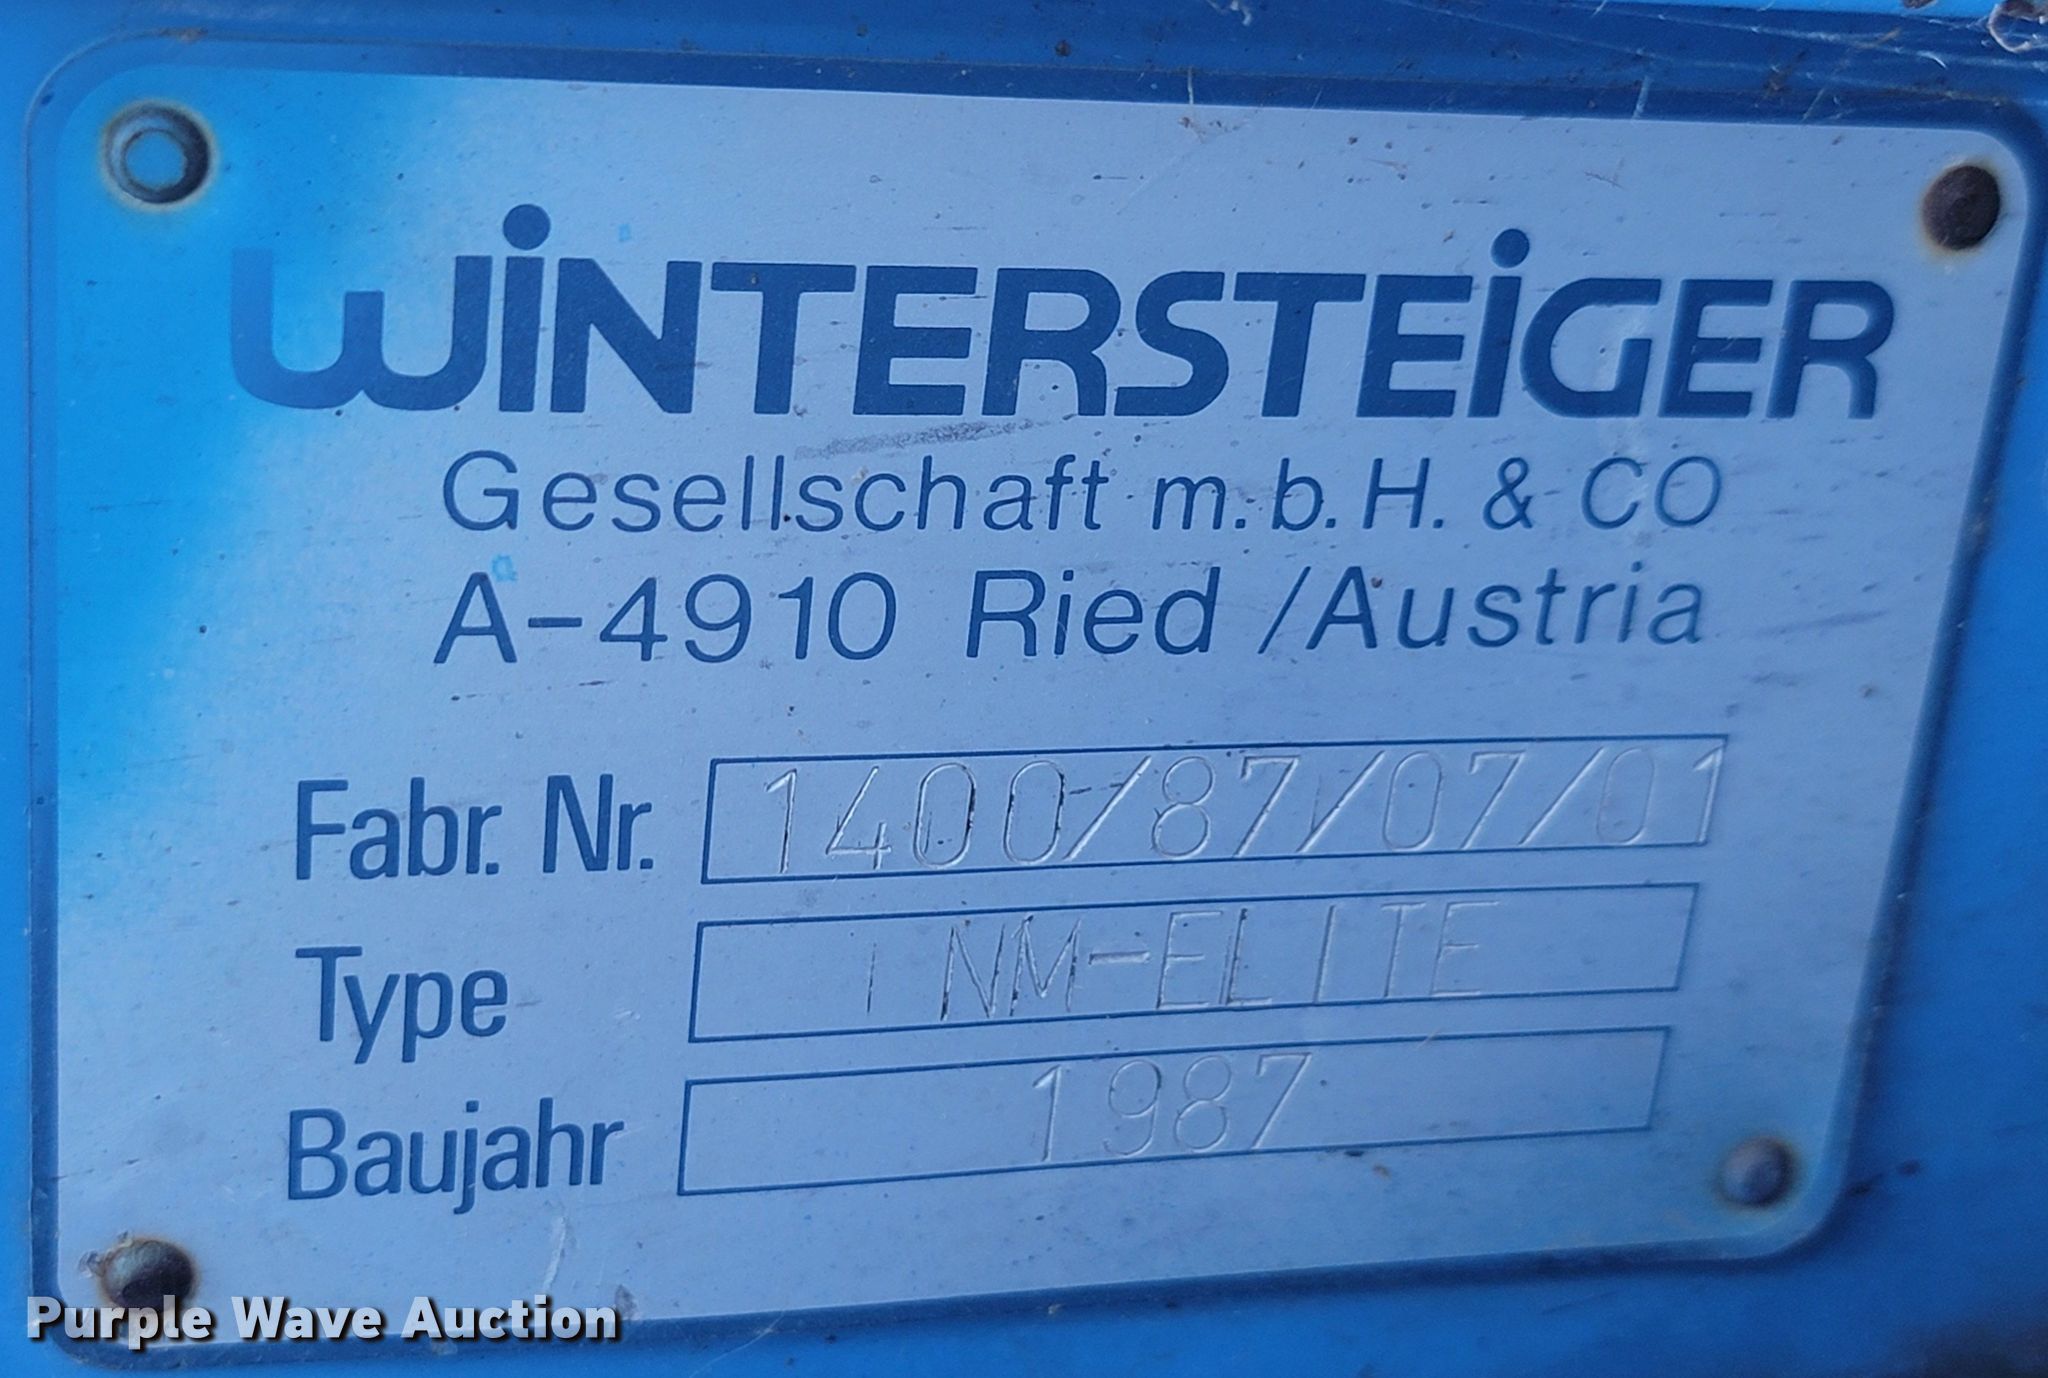 WiNTERSTEiGER
Gesellschaft m.b.H. & CO
A-4910 Ried /Austria
Fabr. Nr. 1400/87/07/01
Type NM-ELITE
Baujahr 1987
Purple Wave Auction